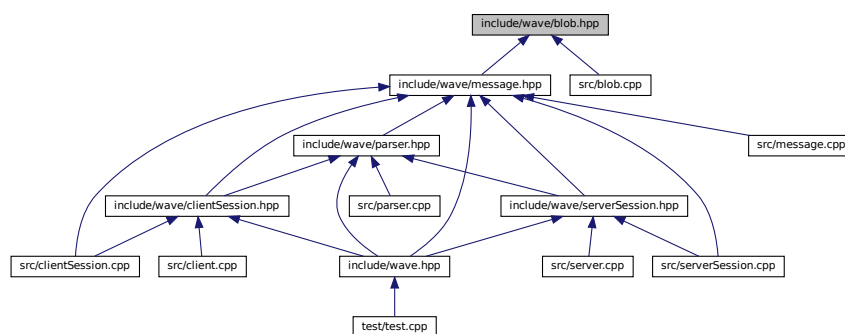 include/wave/blob.hpp
include/wave/message.hpp
src/blob.cpp
include/wave/parser.hpp
src/message.cpp
include/wave/clientSession.hpp
src/parser.cpp
include/wave/serverSession.hpp
src/clientSession.cpp
src/client.cpp
include/wave.hpp
src/server.cpp
src/serverSession.cpp
test/test.cpp